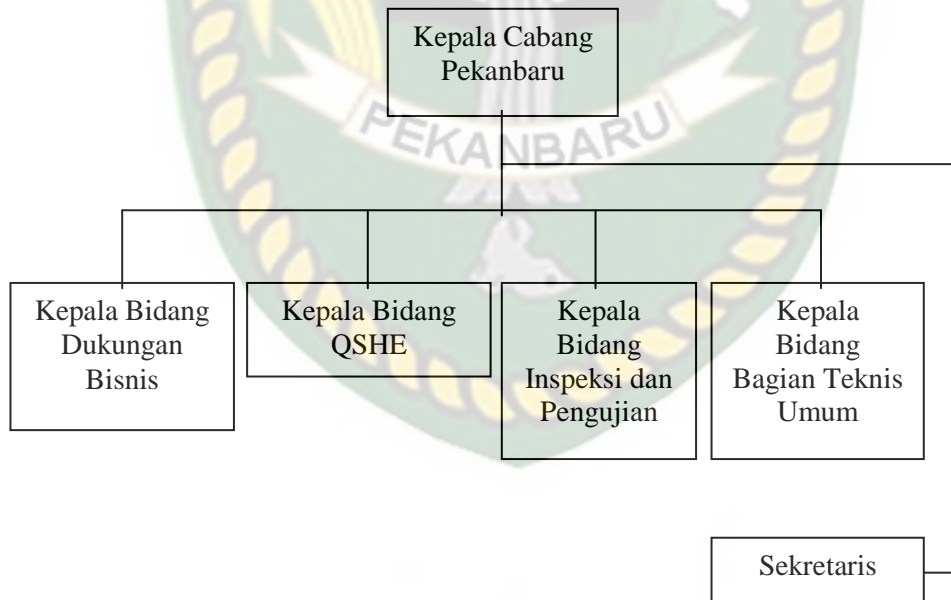 Kepala Cabang
Pekanbaru
PEKANBARU
Kepala Bidang
Dukungan
Bisnis
Kepala Bidang
QSHE
Kepala
Bidang
Inspeksi dan
Pengujian
Kepala
Bidang
Bagian Teknis
Umum
Sekretaris